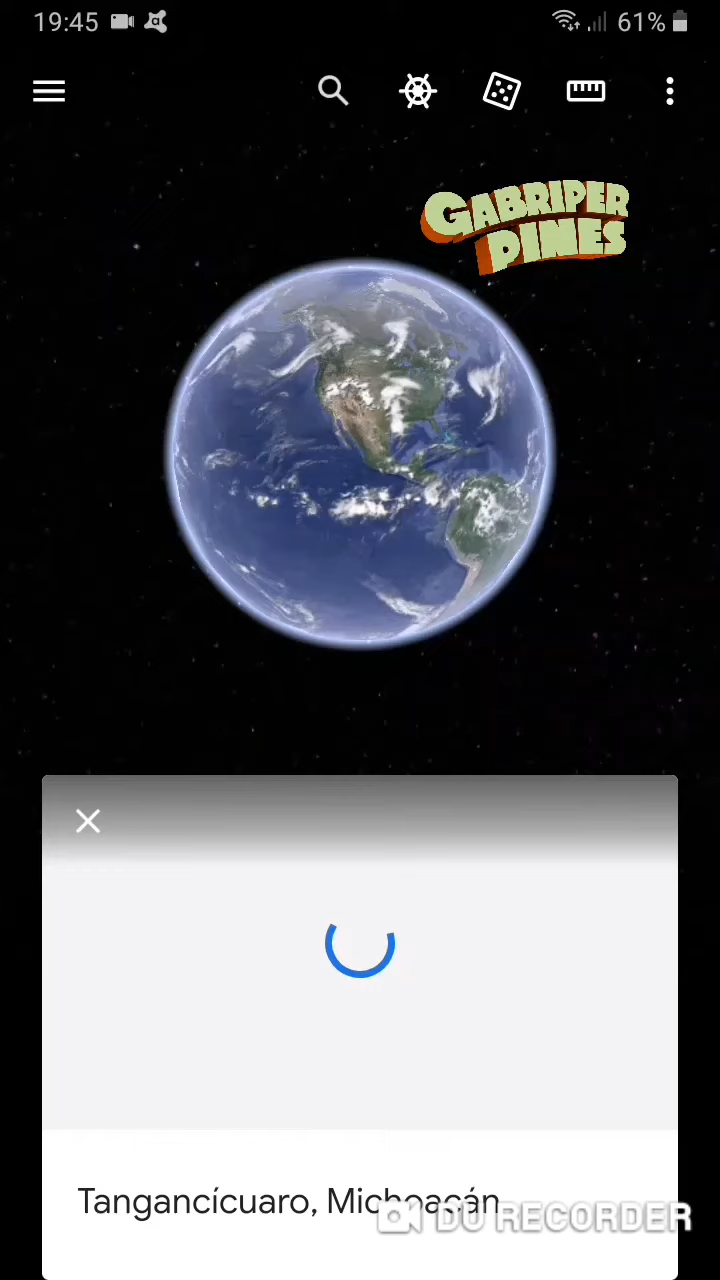 19:45
61%
GABRIPER
PINES
Tangancícuaro, Michoacán
DU RECORDER